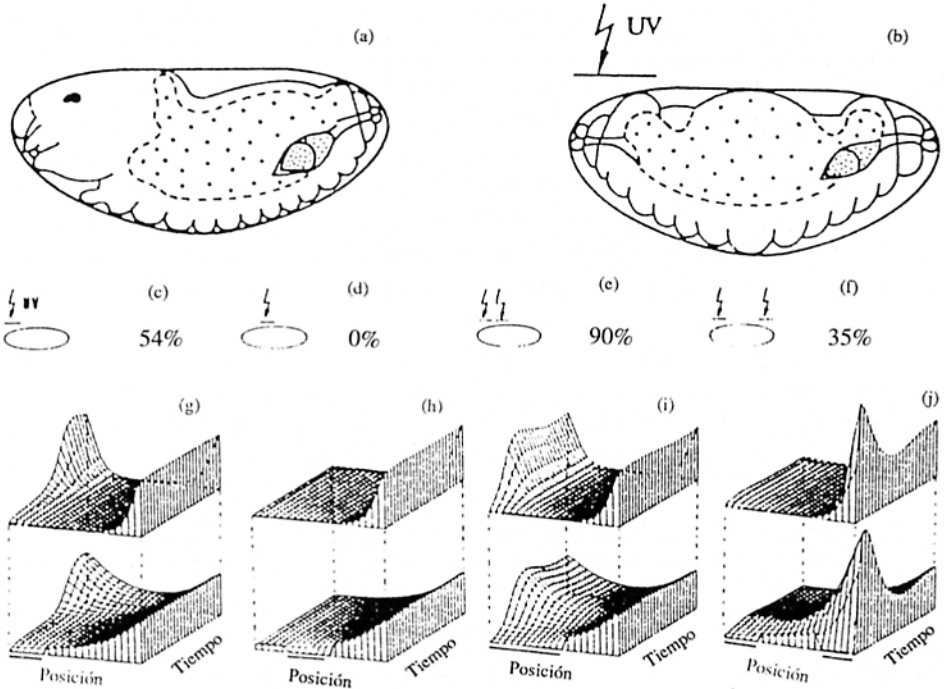 (a)
UV
(b)
UV
(c)
54%
(d)
0%
(e)
90%
(f)
35%
(g)
(h)
(i)
(j)
Posición
Tiempo
Posición
Tiempo
Posición
Tiempo
Posición
Tiempo